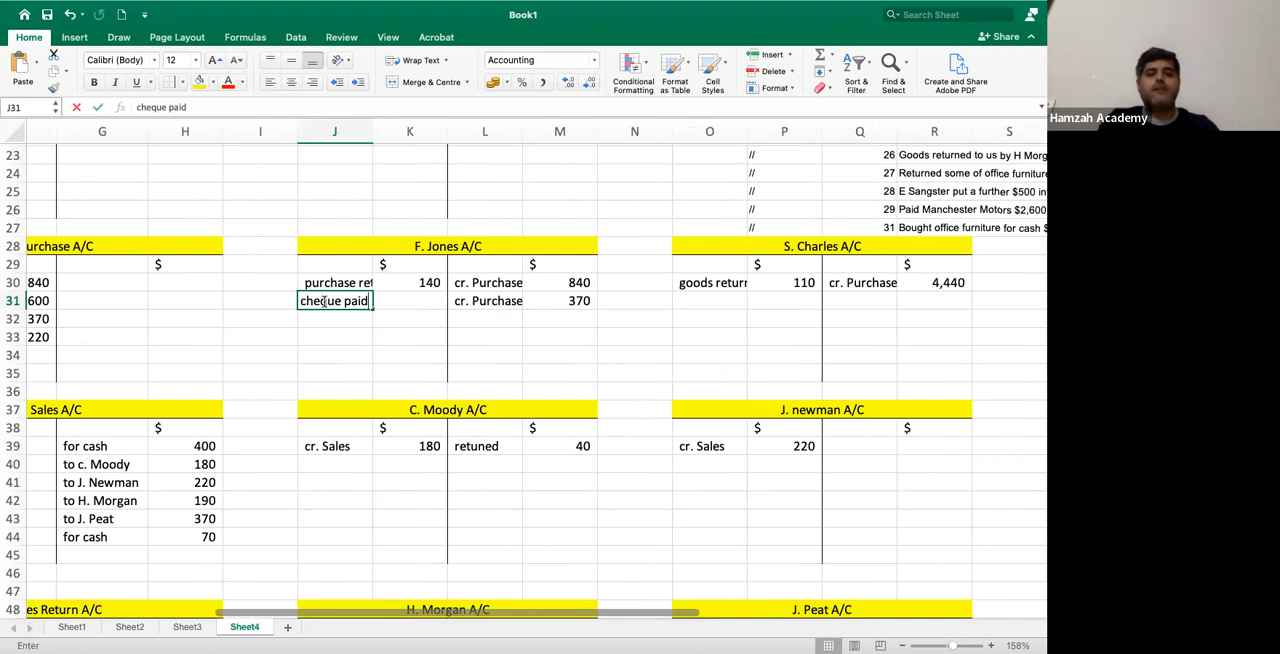 Book1
Search Sheet
Home Insert Draw Page Layout Formulas Data Review View Acrobat
Share
Paste
Calibri (Body) 12
Wrap Text
Merge & Centre
Accounting
Conditional Formatting
Format as Table
Cell Styles
Insert
Delete
Format
Sort & Filter
Find & Select
Create and Share Adobe PDF
Hamzah Academy
J31 fx cheque paid
G H I J K L M N O P Q R S
23 // 26 Goods returned to us by H Morg
24 // 27 Returned some of office furniture
25 // 28 E Sangster put a further $500 in
26 // 29 Paid Manchester Motors $2,600
27 // 31 Bought office furniture for cash $
28 urchase A/C F. Jones A/C S. Charles A/C
29 $ $ $ $ $
30 840 purchase ret 140 cr. Purchase 840 goods return 110 cr. Purchase 4,440
31 600 cheque paid cr. Purchase 370
32 370
33 220
34
35
36
37 Sales A/C C. Moody A/C J. newman A/C
38 $ $ $ $ $
39 for cash 400 cr. Sales 180 retuned 40 cr. Sales 220
40 to c. Moody 180
41 to J. Newman 220
42 to H. Morgan 190
43 to J. Peat 370
44 for cash 70
45
46
47
48 es Return A/C H. Morgan A/C J. Peat A/C
Sheet1 Sheet2 Sheet3 Sheet4 +
Enter 158%